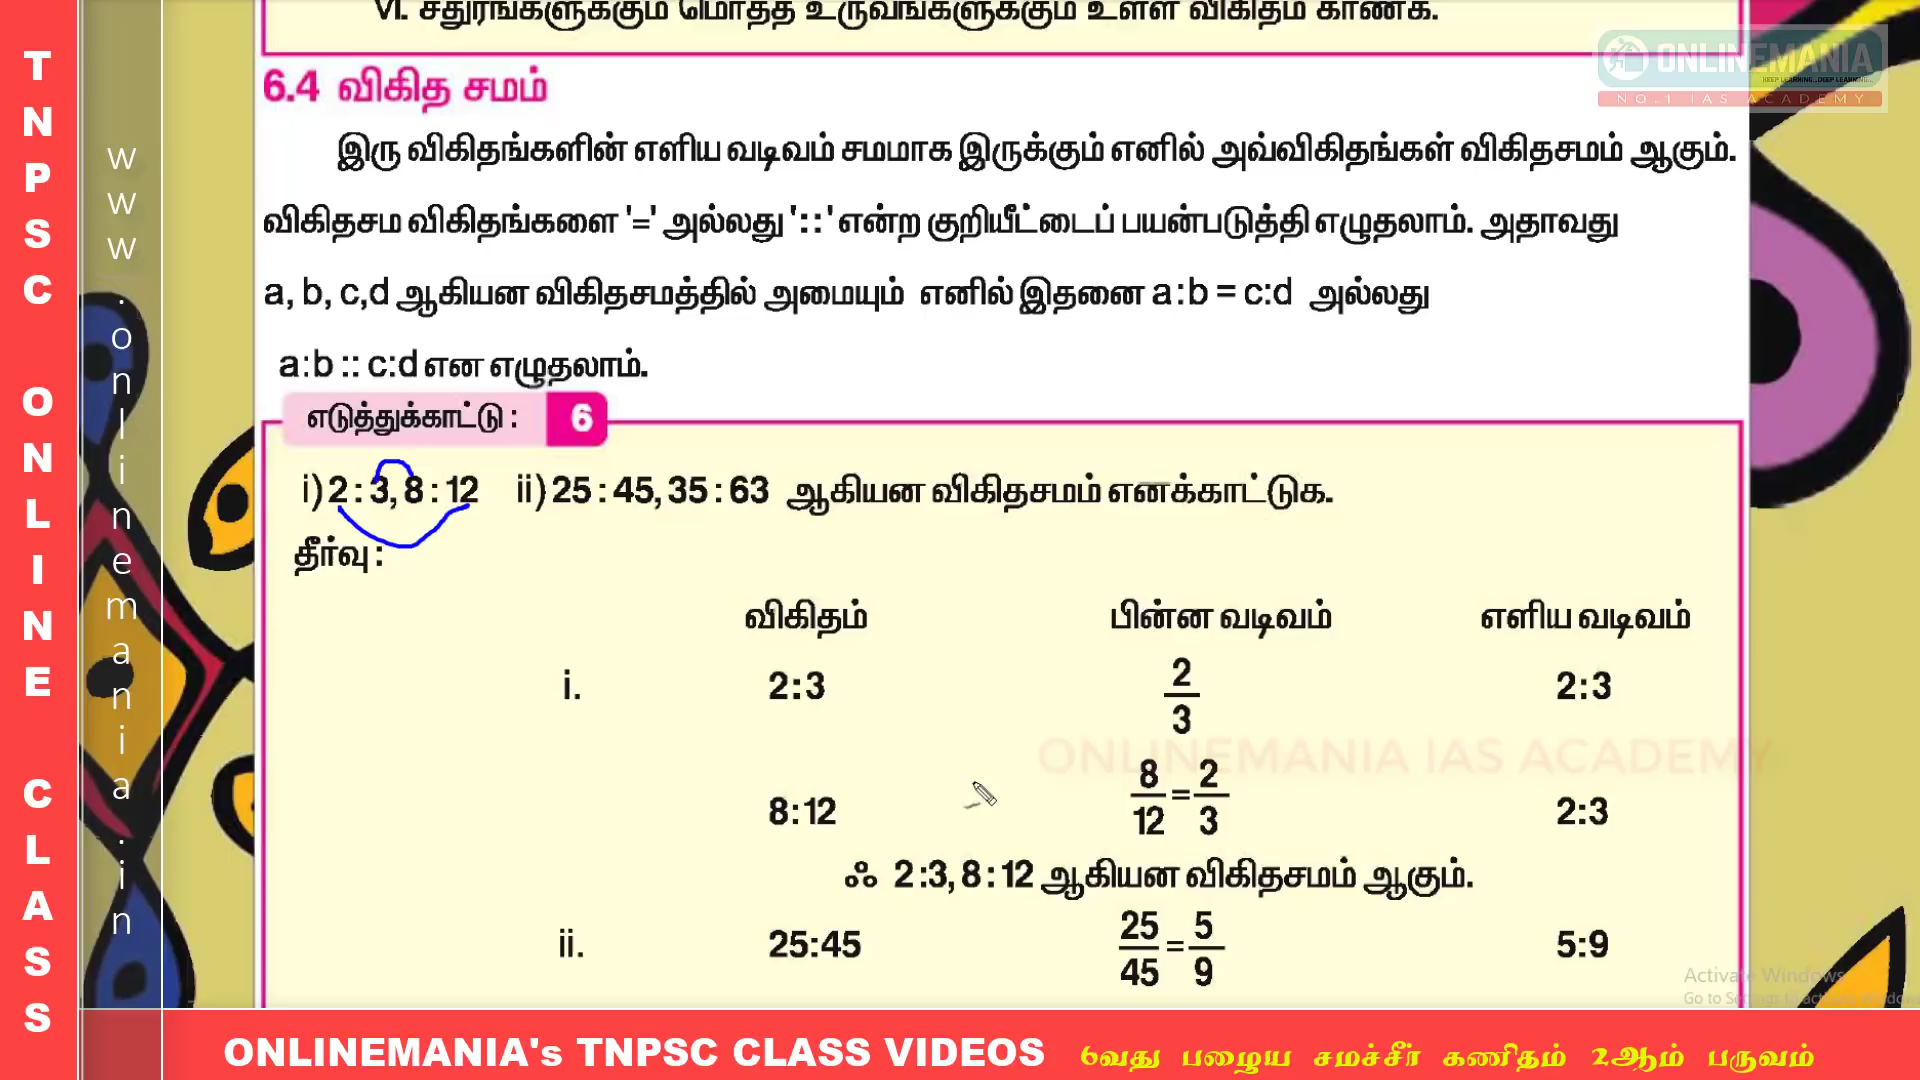 TNPSC ONLINE CLASS
www.onlinemania.in
VI. சதுரங்களுக்கும் மொத்த உருவங்களுக்கும் உள்ள விகிதம் காண்க.
ONLINEMANIA
DEEP LEARNING...DEEP LEARNING...
NO.1 IAS ACADEMY
6.4 விகித சமம்
இரு விகிதங்களின் எளிய வடிவம் சமமாக இருக்கும் எனில் அவ்விகிதங்கள் விகிதசமம் ஆகும்.
விகிதசம விகிதங்களை '=' அல்லது '::' என்ற குறியீட்டைப் பயன்படுத்தி எழுதலாம். அதாவது
a, b, c,d ஆகியன விகிதசமத்தில் அமையும் எனில் இதனை a:b = c:d அல்லது
a:b :: c:d என எழுதலாம்.
எடுத்துக்காட்டு : 6
i) 2 : 3, 8 : 12 ii) 25 : 45, 35 : 63 ஆகியன விகிதசமம் எனக்காட்டுக.
தீர்வு :
விகிதம் பின்ன வடிவம் எளிய வடிவம்
i. 2:3 2/3 2:3
ONLINEMANIA IAS ACADEMY
8:12 8/12 = 2/3 2:3
ஃ 2:3, 8:12 ஆகியன விகிதசமம் ஆகும்.
ii. 25:45 25/45 = 5/9 5:9
Activate Windows
ONLINEMANIA's TNPSC CLASS VIDEOS 6வது பழைய சமச்சீர் கணிதம் 2ஆம் பருவம்